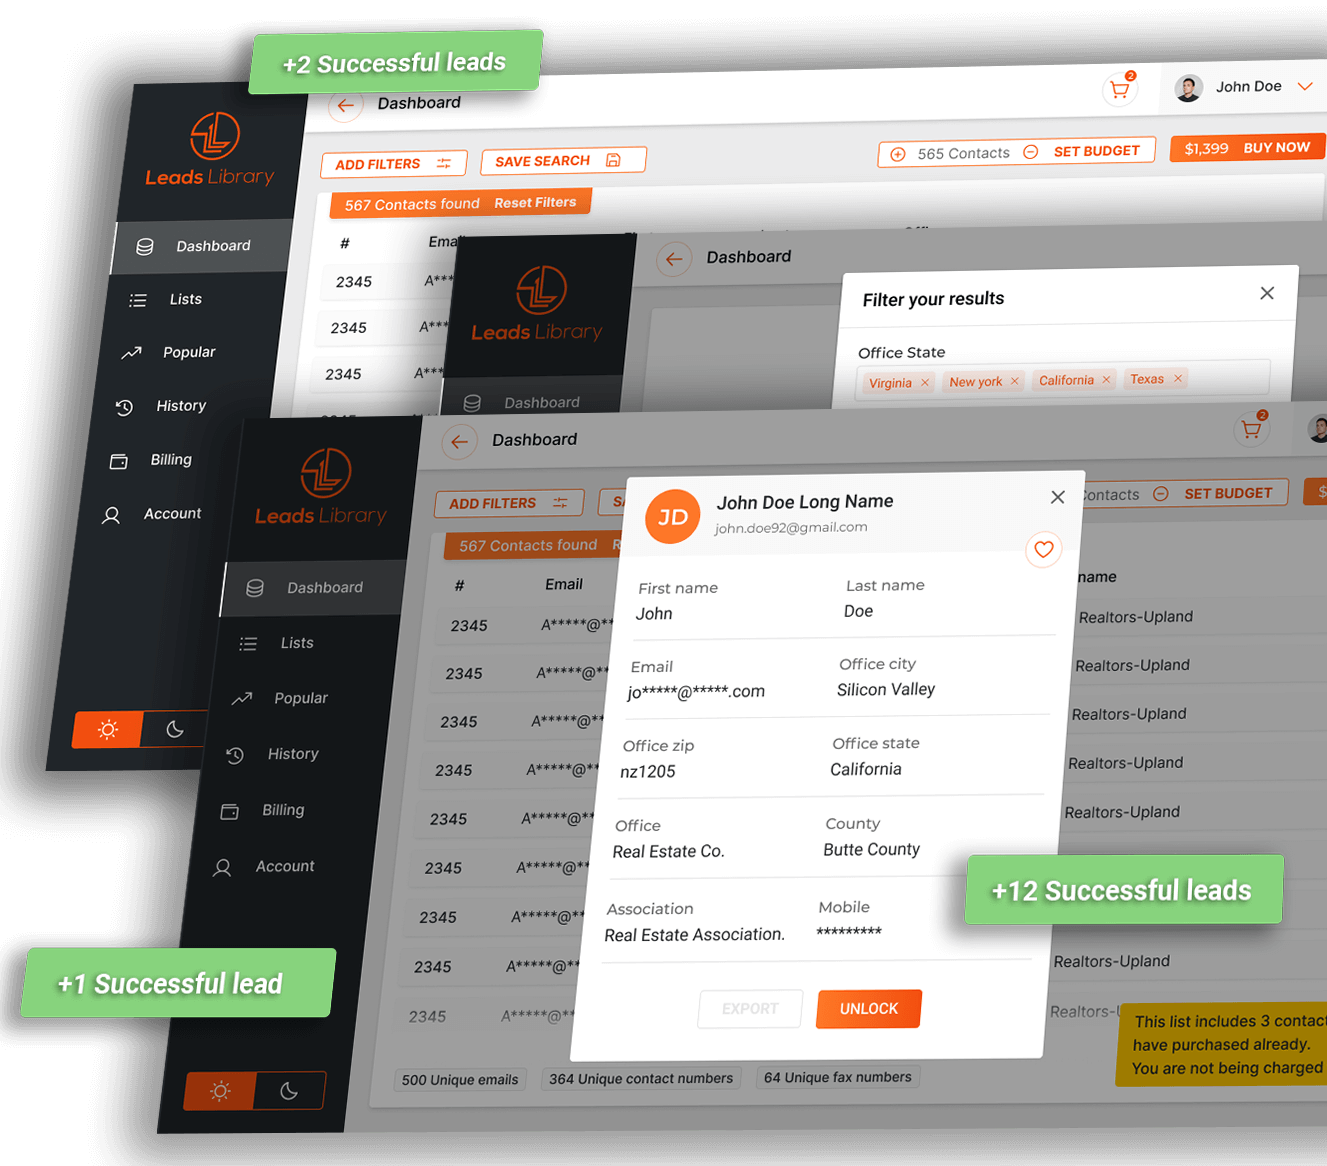 +2 Successful leads
Dashboard
2
John Doe
Leads Library
ADD FILTERS
SAVE SEARCH
565 Contacts
SET BUDGET
$1,399 BUY NOW
567 Contacts found Reset Filters
# Ema
2345 A***
2345 A***
2345 A***
Dashboard
Lists
Popular
History
Billing
Account
Leads Library
Dashboard
Dashboard
Filter your results
Office State
Virginia × New york × California × Texas ×
Leads Library
Dashboard
Lists
Popular
History
Billing
Account
Dashboard
2
ADD FILTERS
SA
Contacts
SET BUDGET
$
567 Contacts found R
# Email
name
2345 A*****@** Realtors-Upland
2345 A*****@** Realtors-Upland
2345 A*****@** Realtors-Upland
2345 A*****@** Realtors-Upland
2345 A*****@** Realtors-Upland
2345 A*****@**
2345 A*****@**
2345 A*****@** Realtors-Upland
2345 A*****@** Realtors-U
JD
John Doe Long Name
john.doe92@gmail.com
First name Last name
John Doe
Email Office city
jo*****@*****.com Silicon Valley
Office zip Office state
nz1205 California
Office County
Real Estate Co. Butte County
Association Mobile
Real Estate Association. *********
EXPORT UNLOCK
+12 Successful leads
+1 Successful lead
500 Unique emails 364 Unique contact numbers 64 Unique fax numbers
This list includes 3 contac
have purchased already.
You are not being charged